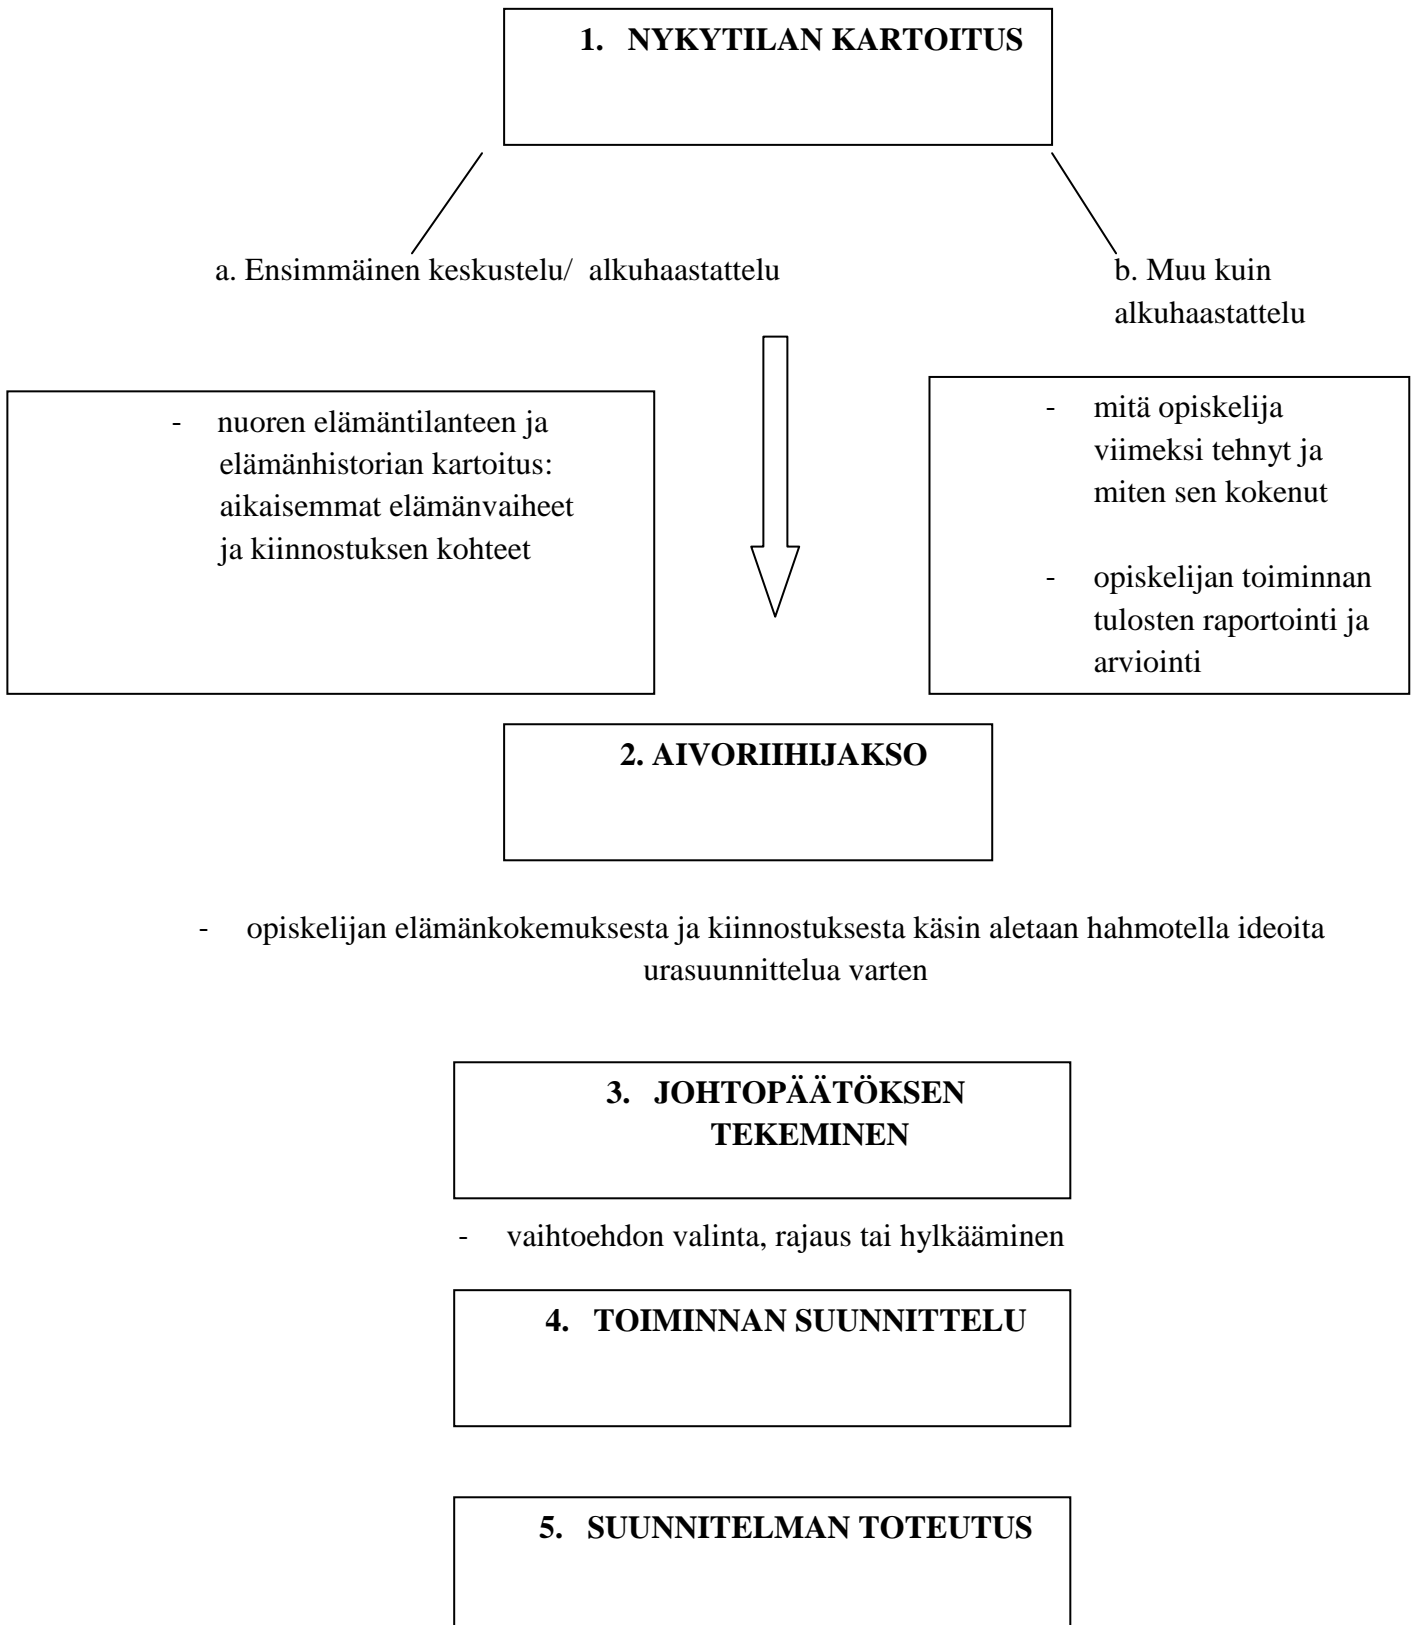 1. NYKYTILAN KARTOITUS
a. Ensimmäinen keskustelu/ alkuhaastattelu
b. Muu kuin
alkuhaastattelu
- nuoren elämäntilanteen ja
elämänhistorian kartoitus:
aikaisemmat elämänvaiheet
ja kiinnostuksen kohteet
- mitä opiskelija
viimeksi tehnyt ja
miten sen kokenut
- opiskelijan toiminnan
tulosten raportointi ja
arviointi
2. AIVORIIHIJAKSO
- opiskelijan elämänkokemuksesta ja kiinnostuksesta käsin aletaan hahmotella ideoita
urasuunnittelua varten
3. JOHTOPÄÄTÖKSEN
TEKEMINEN
- vaihtoehdon valinta, rajaus tai hylkääminen
4. TOIMINNAN SUUNNITTELU
5. SUUNNITELMAN TOTEUTUS